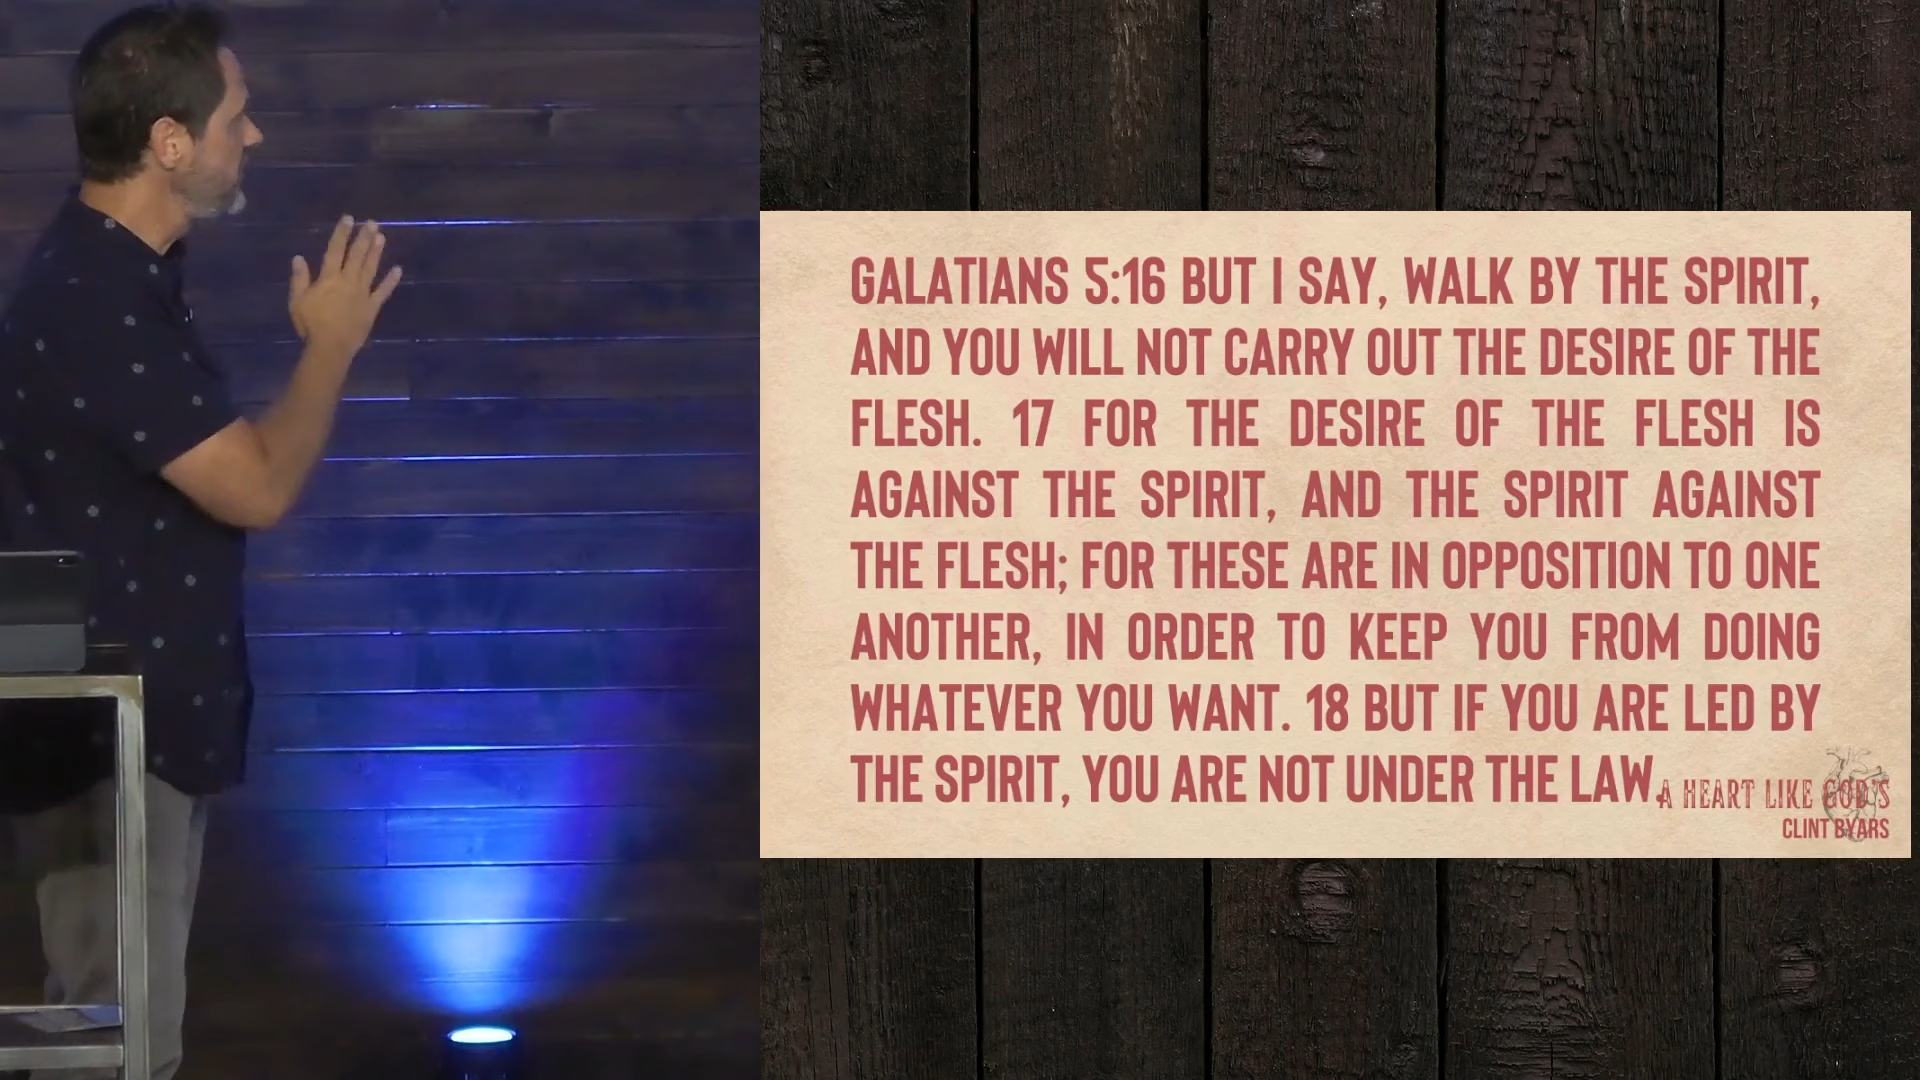 GALATIANS 5:16 BUT I SAY, WALK BY THE SPIRIT,
AND YOU WILL NOT CARRY OUT THE DESIRE OF THE
FLESH. 17 FOR THE DESIRE OF THE FLESH IS
AGAINST THE SPIRIT, AND THE SPIRIT AGAINST
THE FLESH; FOR THESE ARE IN OPPOSITION TO ONE
ANOTHER, IN ORDER TO KEEP YOU FROM DOING
WHATEVER YOU WANT. 18 BUT IF YOU ARE LED BY
THE SPIRIT, YOU ARE NOT UNDER THE LAW.
A HEART LIKE GOD'S
CLINT BYARS